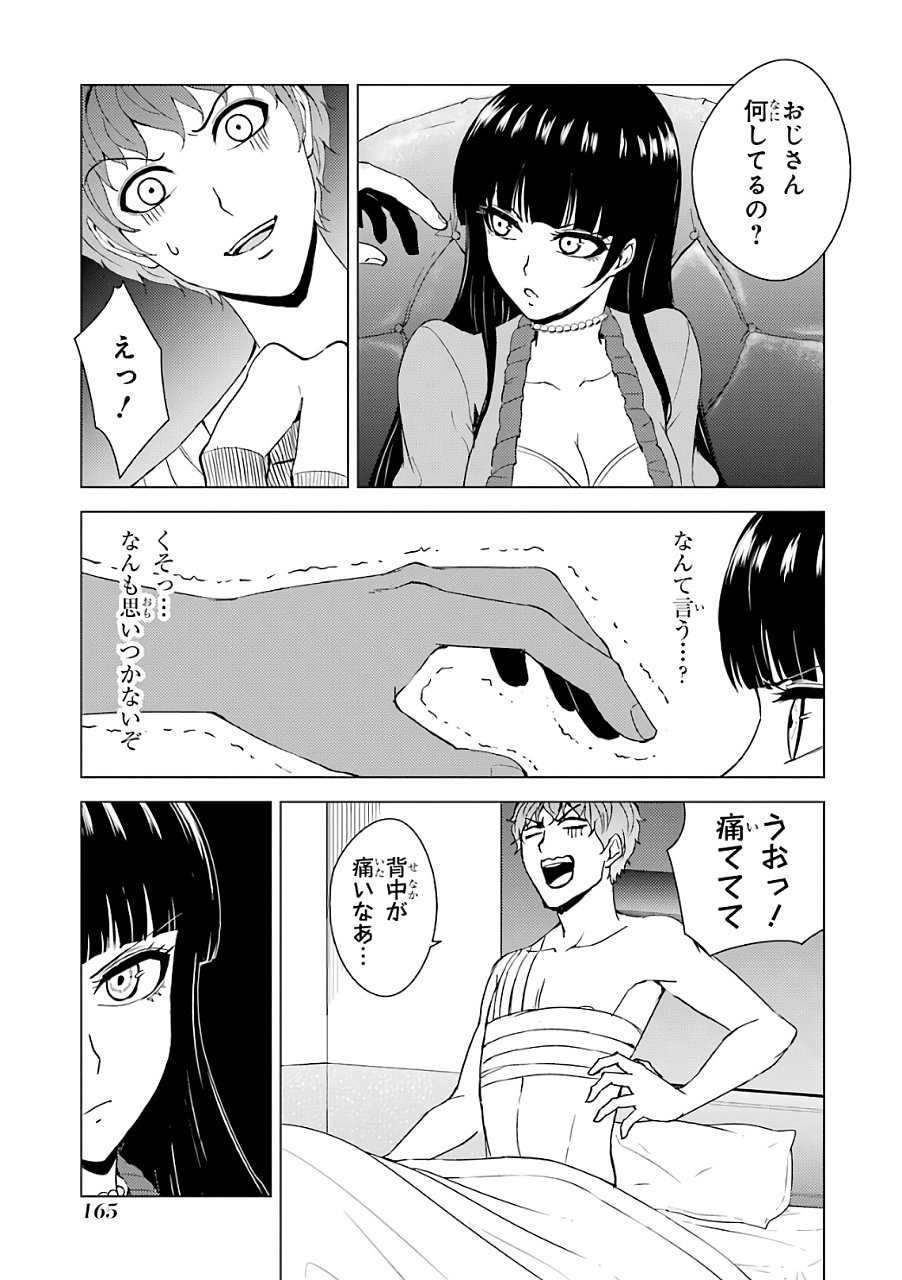 おじさん
何してるの?
えっ!
なんて言う…?
くそっ…
なんも思いつかないぞ
うおっ!
痛ててて
背中が
痛いなあ…
165